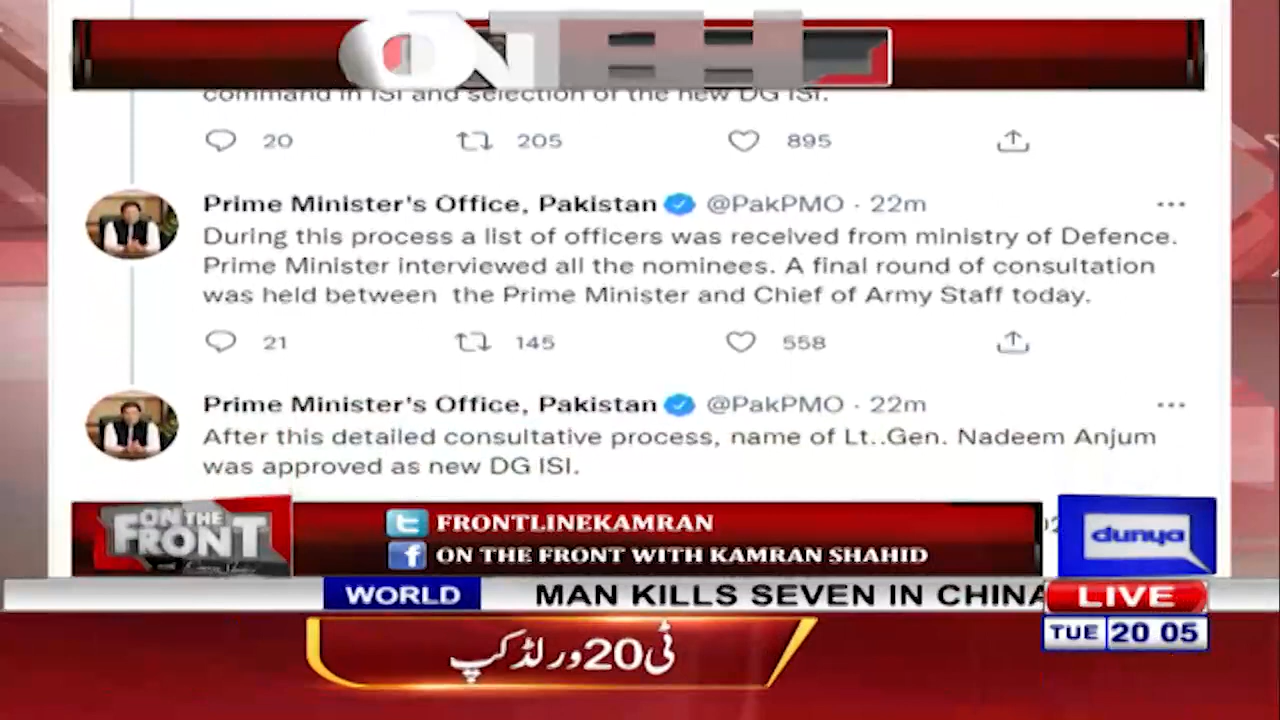 command in ISI and selection of the new DG ISI.
20 205 895
Prime Minister's Office, Pakistan @PakPMO · 22m
During this process a list of officers was received from ministry of Defence.
Prime Minister interviewed all the nominees. A final round of consultation
was held between the Prime Minister and Chief of Army Staff today.
21 145 558
Prime Minister's Office, Pakistan @PakPMO · 22m
After this detailed consultative process, name of Lt..Gen. Nadeem Anjum
was approved as new DG ISI.
ON THE
FRONT
FRONTLINEKAMRAN
ON THE FRONT WITH KAMRAN SHAHID
dunya
WORLD MAN KILLS SEVEN IN CHINA
LIVE
TUE 20 05
ٹی20ورلڈکپ